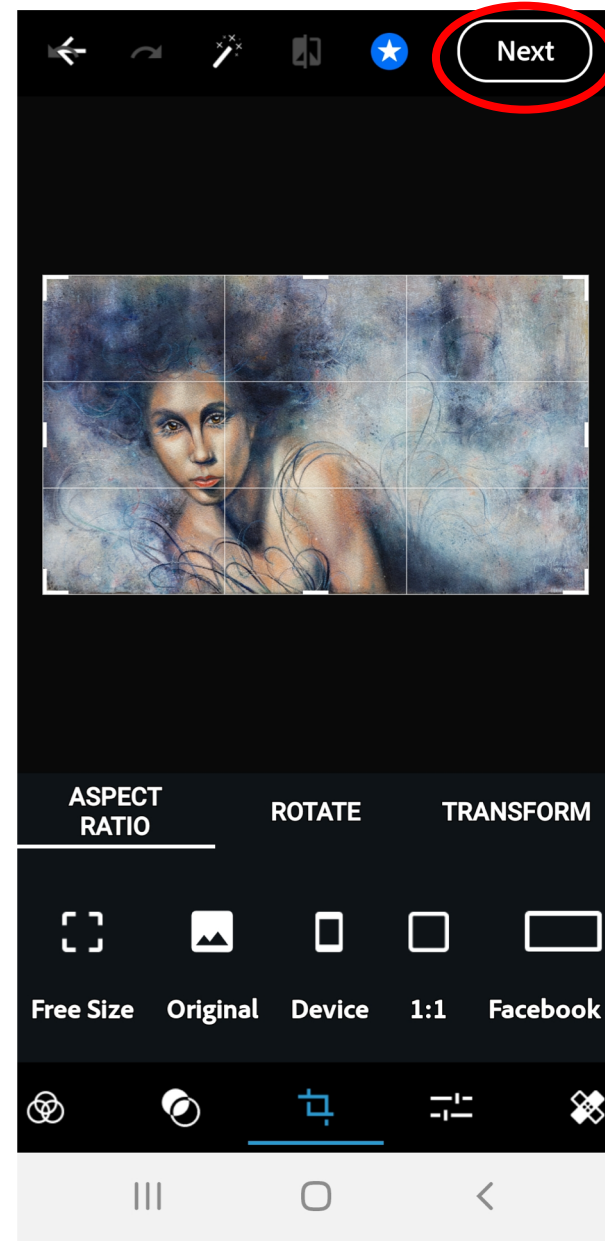 Next
ASPECT
RATIO
ROTATE
TRANSFORM
Free Size
Original
Device
1:1
Facebook